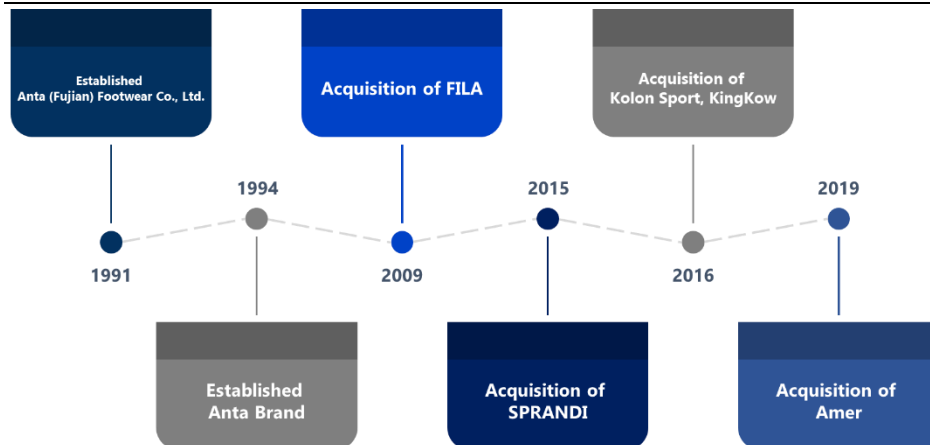 Established
Anta (Fujian) Footwear Co., Ltd.
Acquisition of FILA
Acquisition of
Kolon Sport, KingKow
1994
2015
2019
1991
2009
2016
Established
Anta Brand
Acquisition of
SPRANDI
Acquisition of
Amer